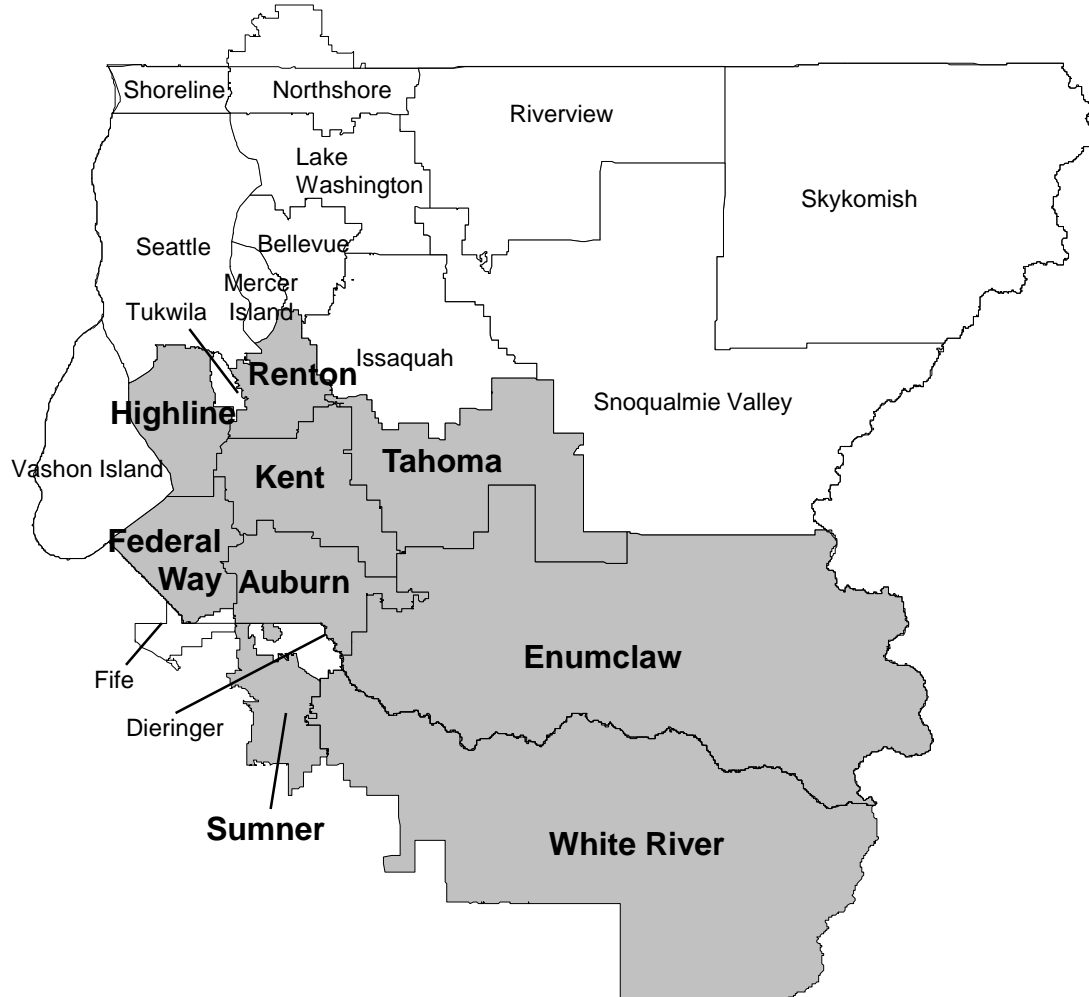 Shoreline
Northshore
Riverview
Lake
Washington
Skykomish
Seattle
Bellevue
Mercer
Island
Tukwila
Issaquah
Renton
Highline
Snoqualmie Valley
Vashon Island
Kent
Tahoma
Federal
Way
Auburn
Enumclaw
Fife
Dieringer
Sumner
White River